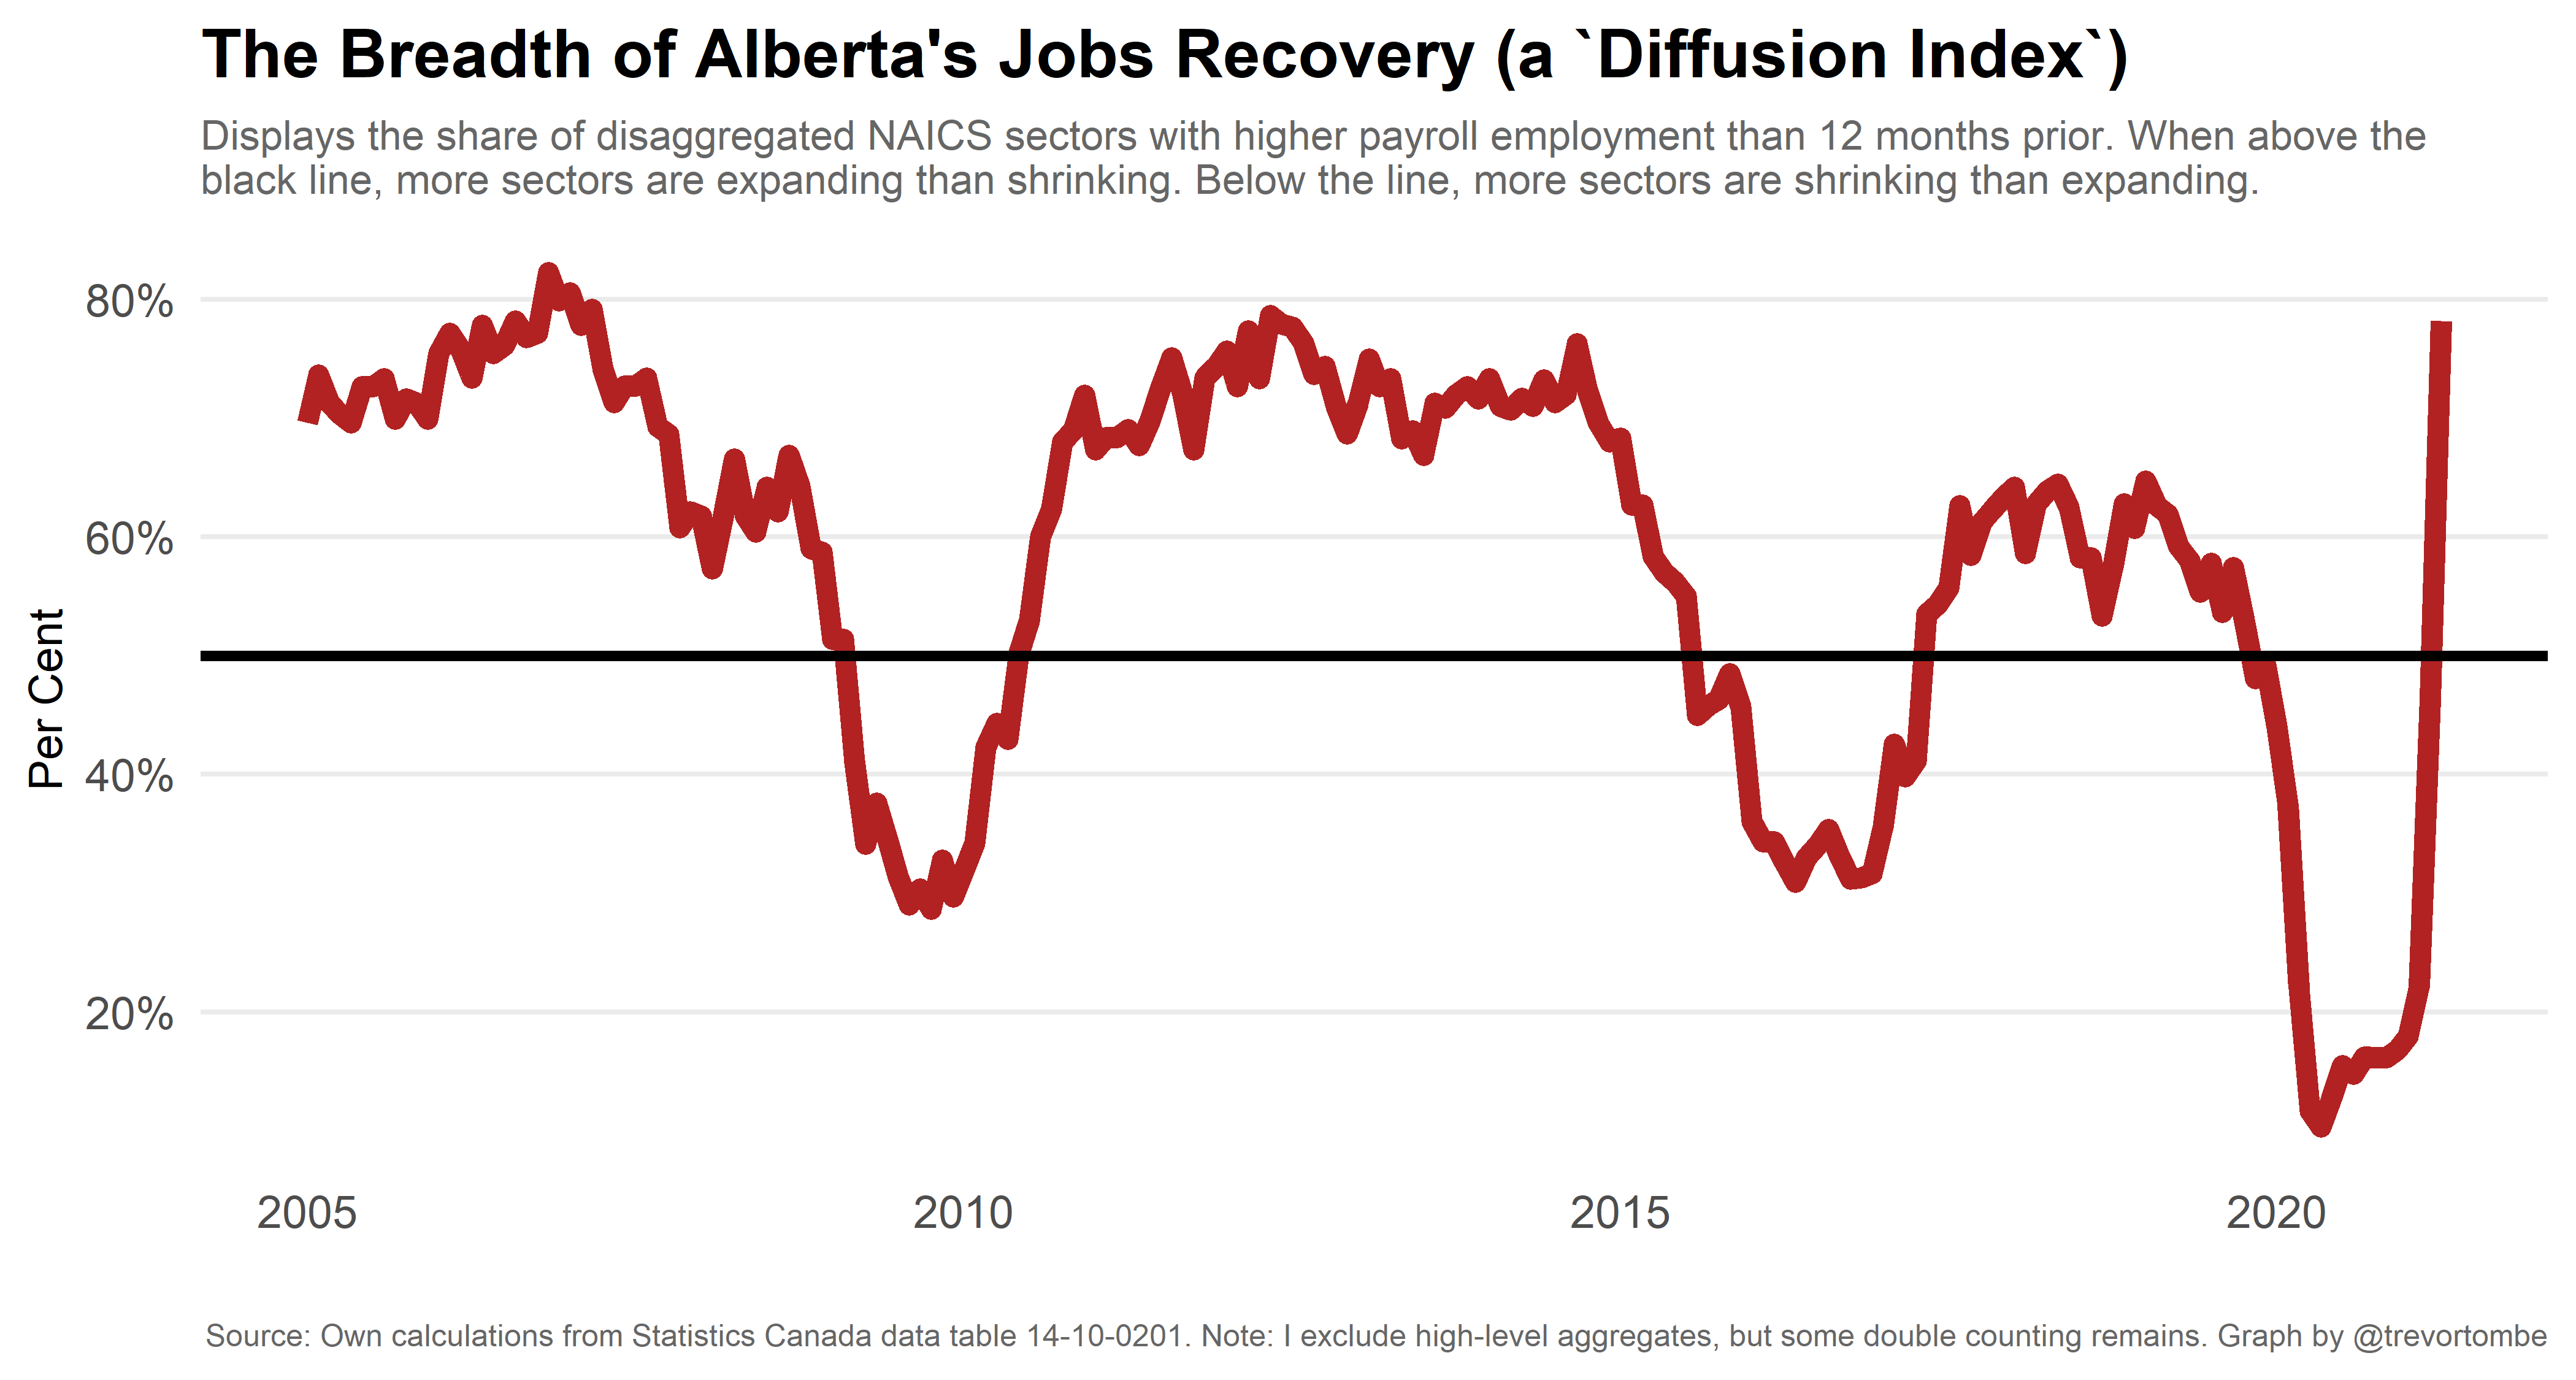 The Breadth of Alberta's Jobs Recovery (a `Diffusion Index`)
Displays the share of disaggregated NAICS sectors with higher payroll employment than 12 months prior. When above the
black line, more sectors are expanding than shrinking. Below the line, more sectors are shrinking than expanding.
80%
60%
40%
20%
Per Cent
2005
2010
2015
2020
Source: Own calculations from Statistics Canada data table 14-10-0201. Note: I exclude high-level aggregates, but some double counting remains. Graph by @trevortombe